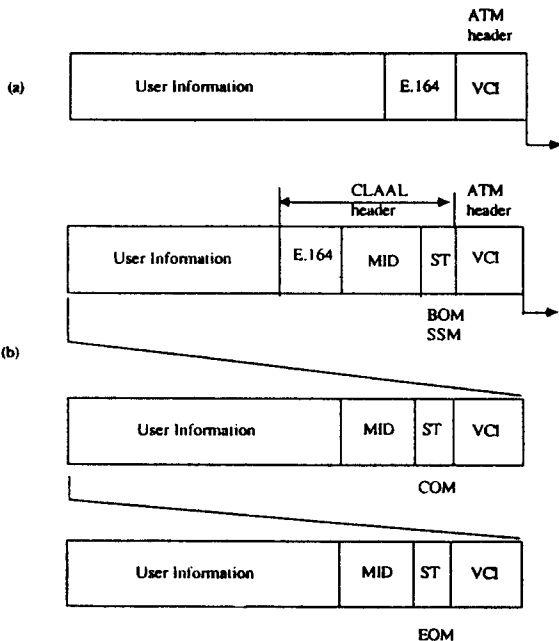 ATM
header
(a)
User Information E.164 VCI
CLAAL
header
ATM
header
User Information E.164 MID ST VCI
BOM
SSM
(b)
User Information MID ST VCI
COM
User Information MID ST VCI
EOM